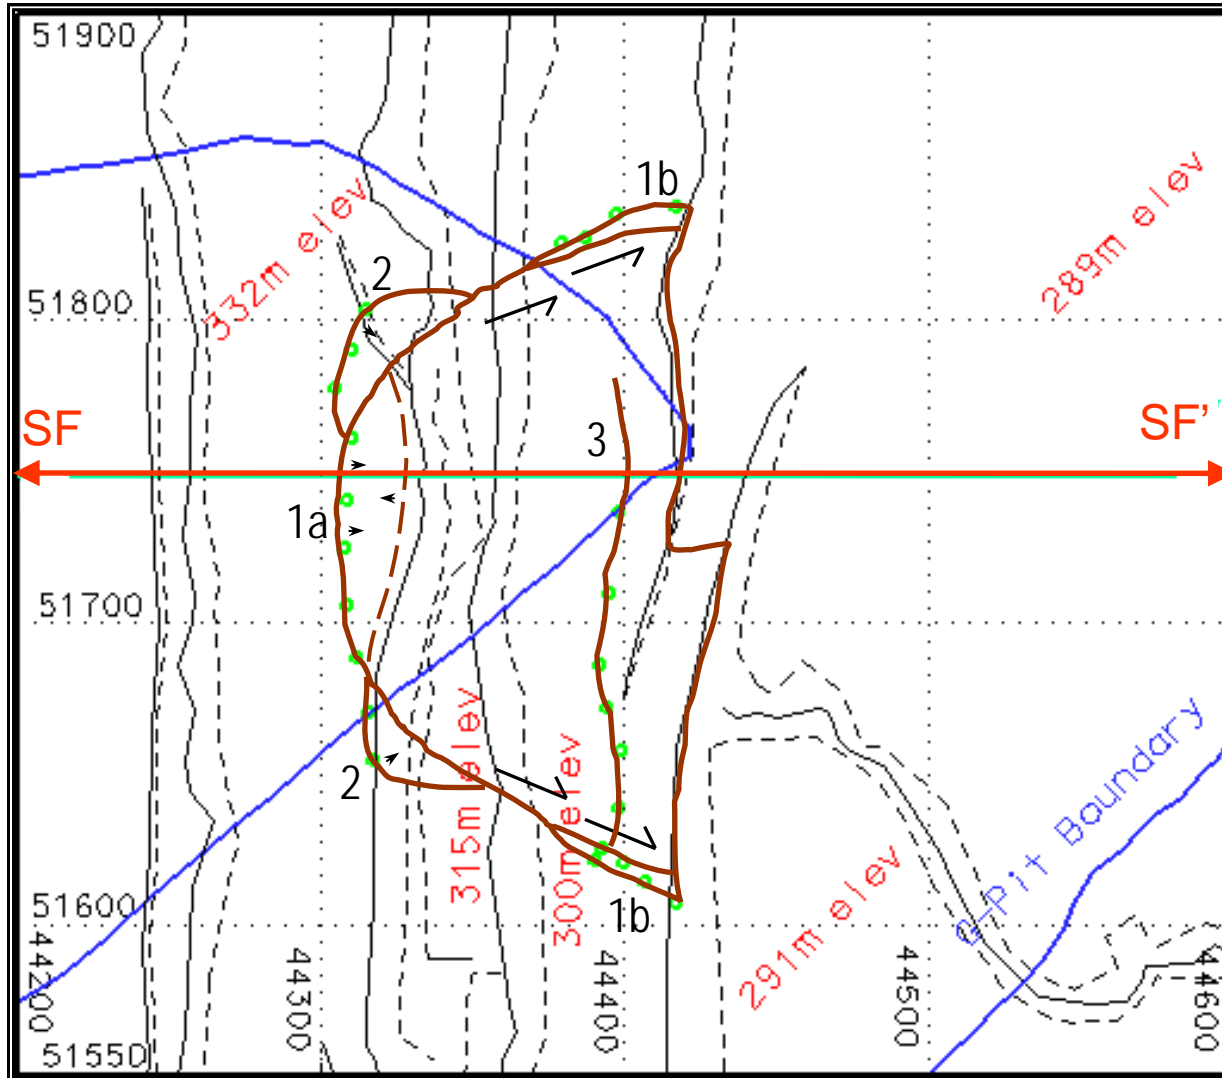 51900
1b
332m elev
289m elev
2
51800
SF
3
SF'
1a
51700
2
315m elev
300m elev
B-Pit Boundary
51600
1b
291m elev
44200
44300
44400
44500
44600
51550